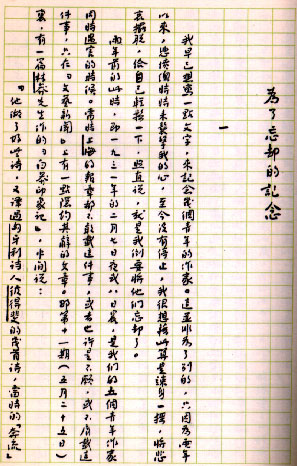 為了忘却的記念
一
我早已想寫一點文字，來記念幾個青年的作家。這並非為了別的，只因為兩年
以來，悲憤總時時來襲擊我的心，至今沒有停止，我很想借此算是竦身一搖，將悲
哀擺脫，給自己輕鬆一下，照直說，就是我倒要將他們忘却了。
兩年前的此時，即一九三一年的二月七日夜或八日晨，是我們的五個青年作家
同時遇害的時候。當時上海的報章都不敢載這件事，或者也許是不願，或不屑載這
件事，只在『文藝新聞』上有一點隱約其辭的文章。那第十一期（五月二十五日）
裏，有一篇林莽先生作的『白莽印象記』，中間說：
『他做了好些詩，又譯過匈牙利詩人彼得斐的幾首詩，當時的『奔流』